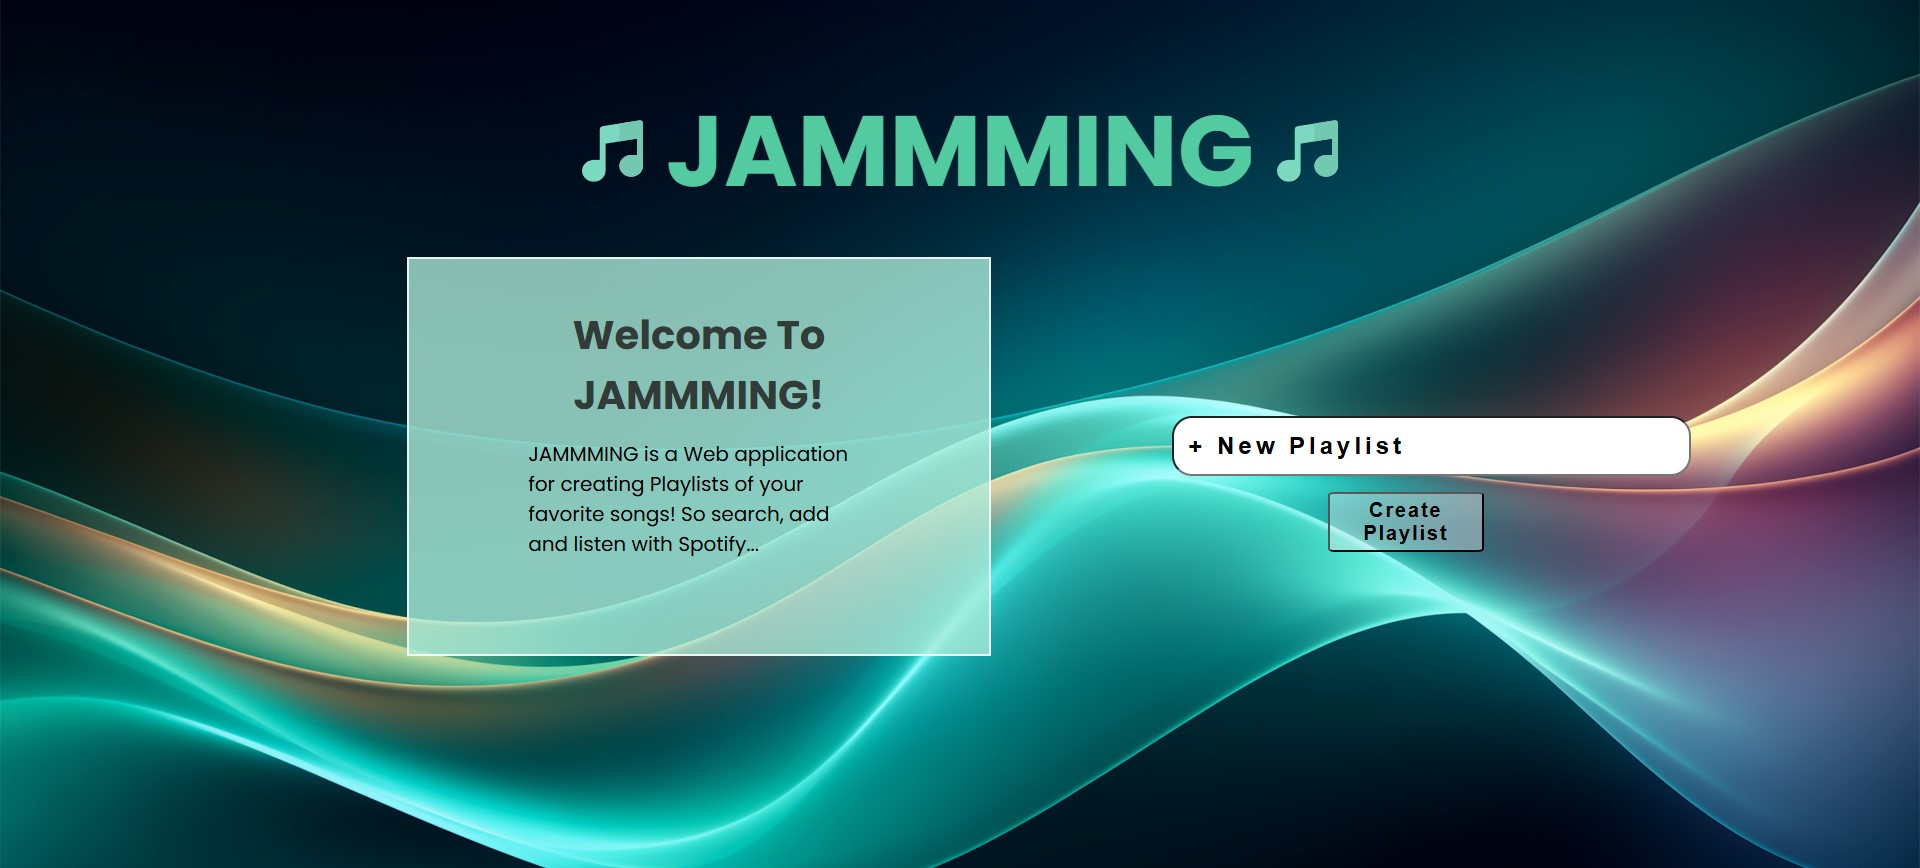 JAMMMING
Welcome To
JAMMMING!
JAMMMING is a Web application
for creating Playlists of your
favorite songs! So search, add
and listen with Spotify...
+ New Playlist
Create
Playlist